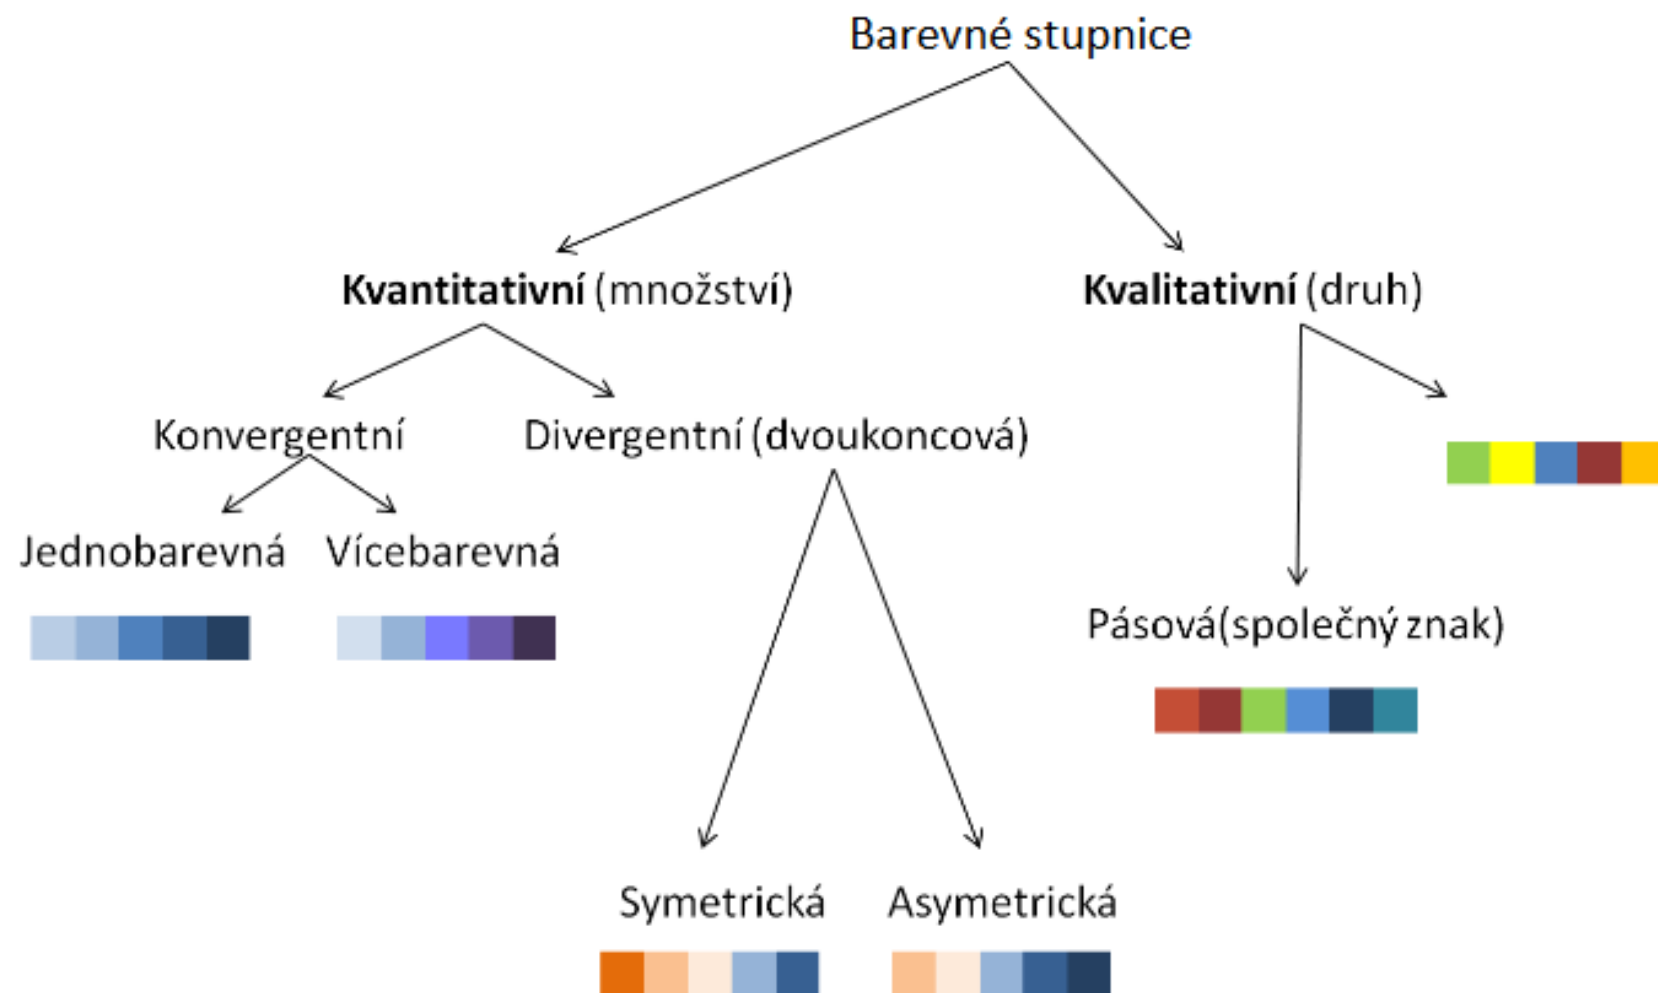 Barevné stupnice
Kvantitativní (množství)
Kvalitativní (druh)
Konvergentní
Divergentní (dvoukoncová)
Jednobarevná
Vícebarevná
Pásová(společný znak)
Symetrická
Asymetrická